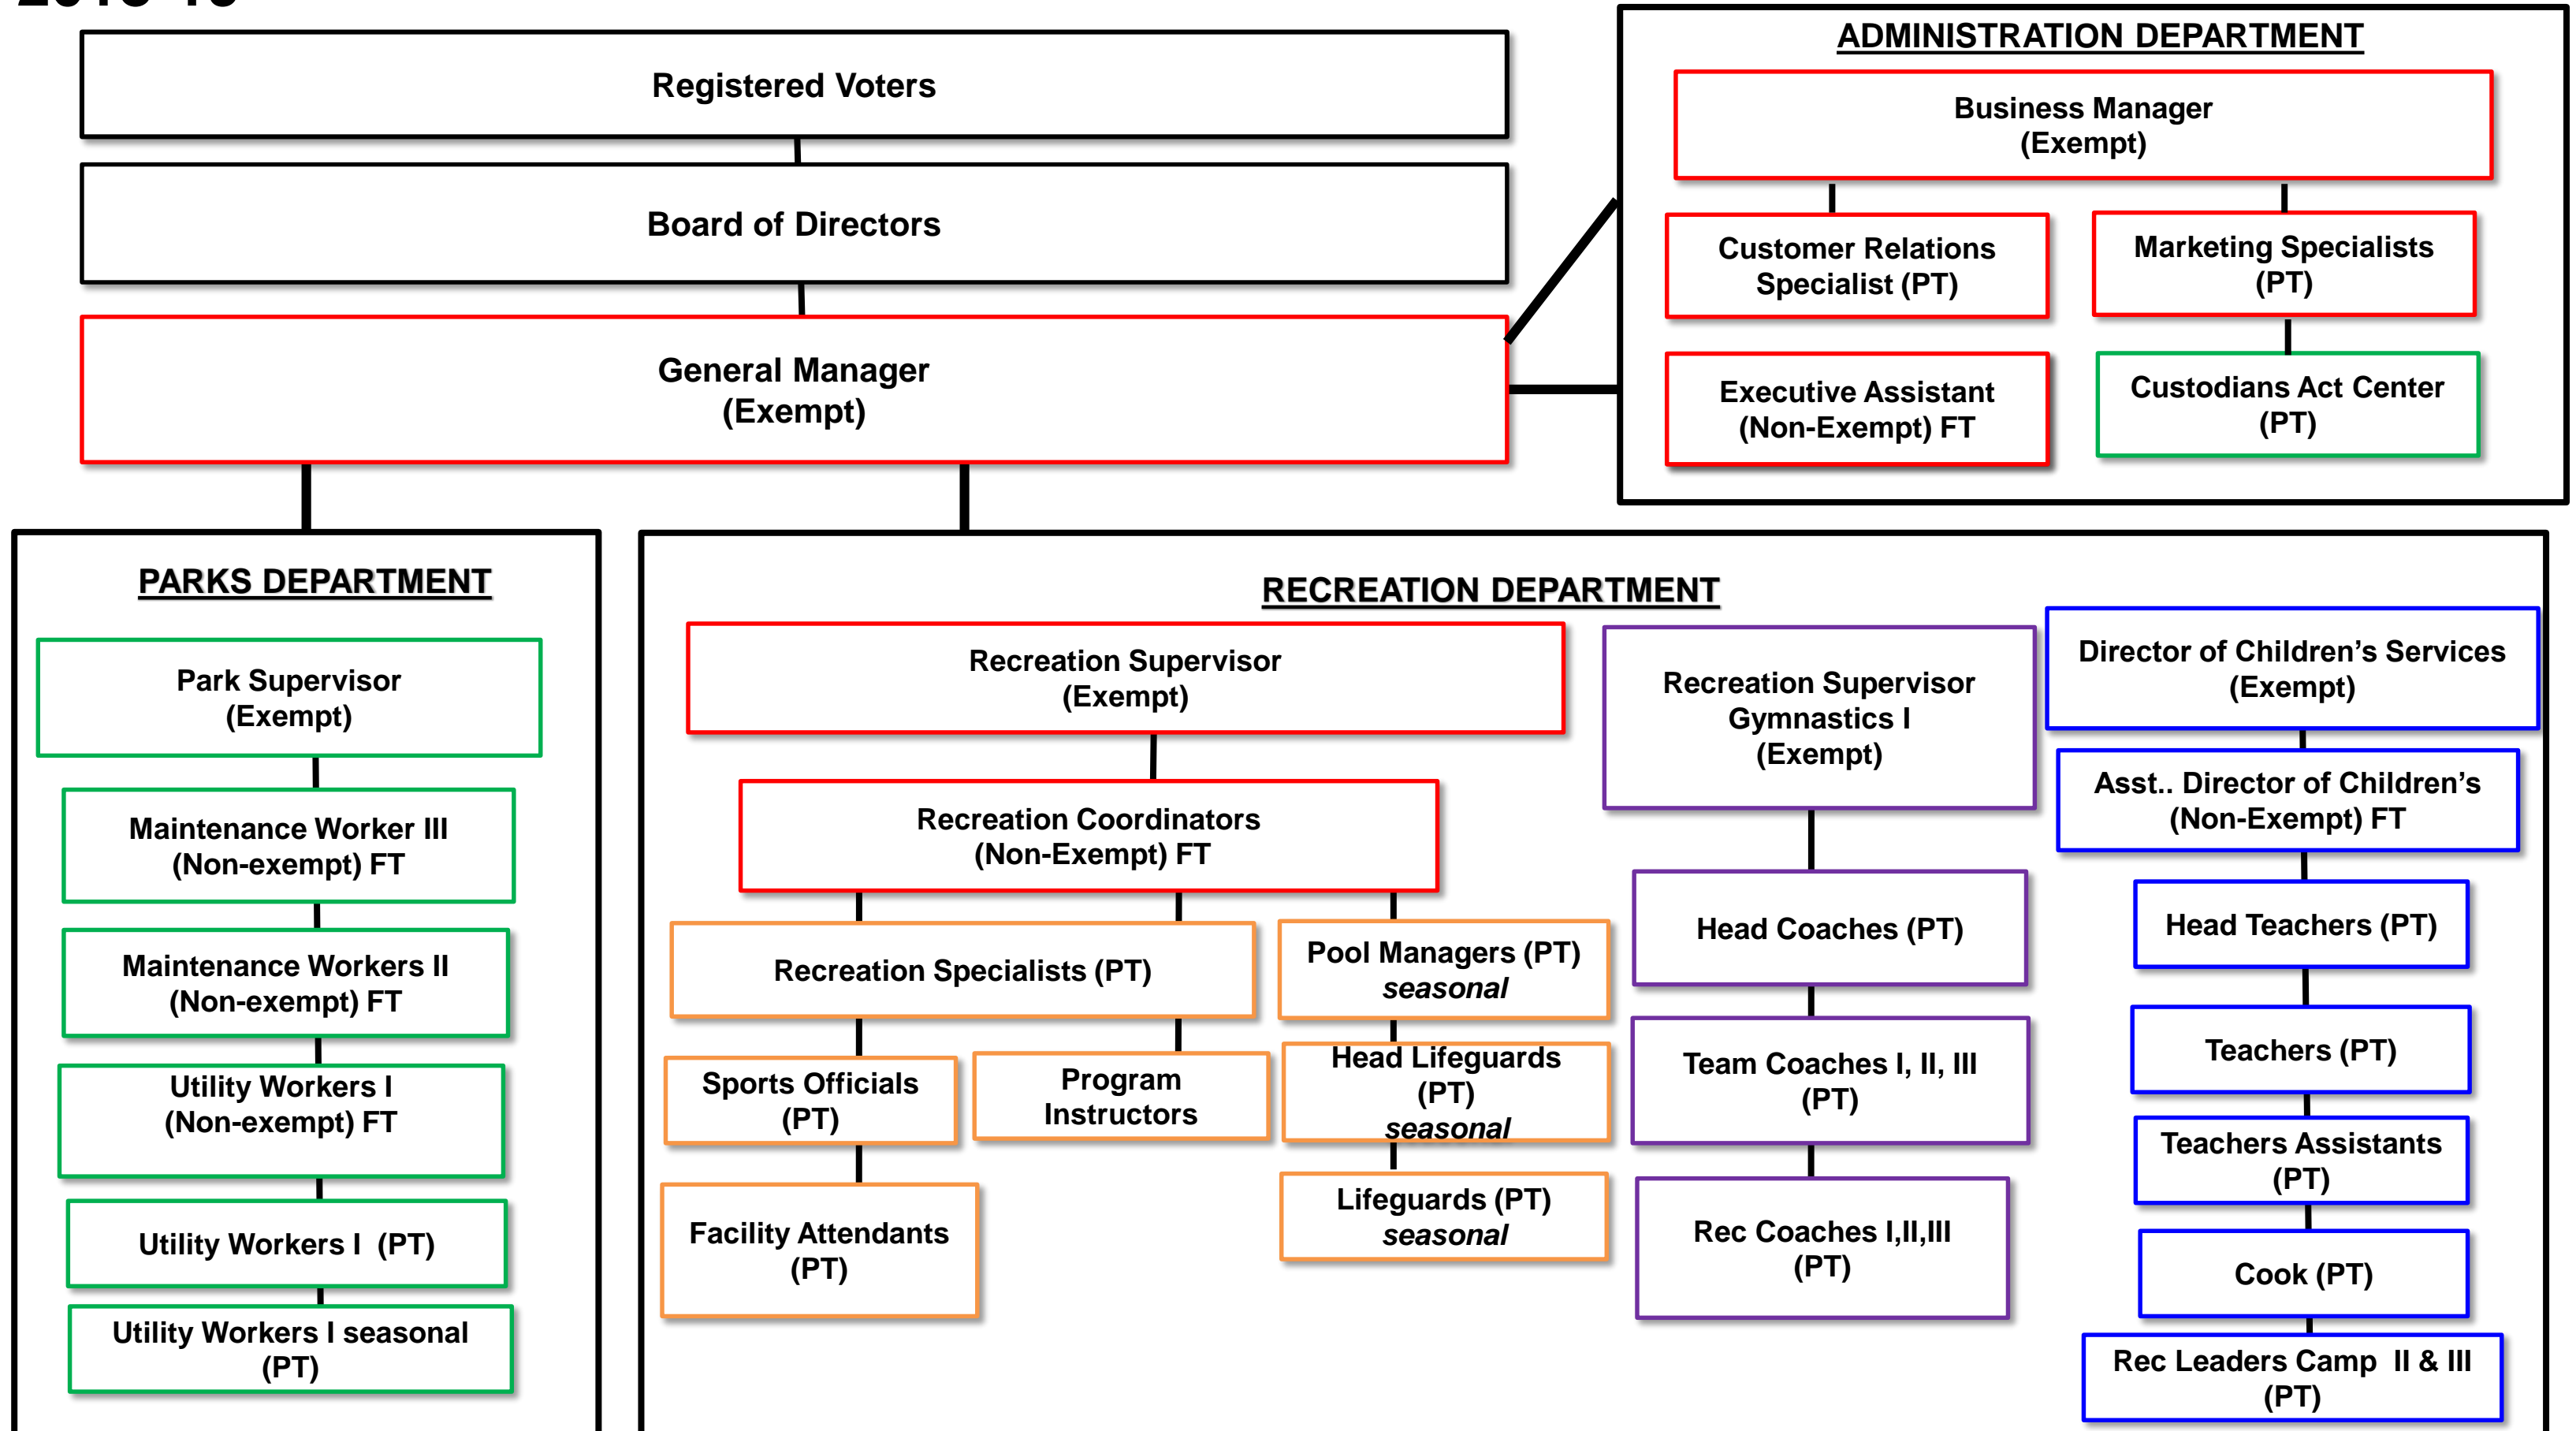 Registered Voters
Board of Directors
General Manager
(Exempt)
ADMINISTRATION DEPARTMENT
Business Manager
(Exempt)
Customer Relations
Specialist (PT)
Marketing Specialists
(PT)
Executive Assistant
(Non-Exempt) FT
Custodians Act Center
(PT)
PARKS DEPARTMENT
Park Supervisor
(Exempt)
Maintenance Worker III
(Non-exempt) FT
Maintenance Workers II
(Non-exempt) FT
Utility Workers I
(Non-exempt) FT
Utility Workers I (PT)
Utility Workers I seasonal
(PT)
RECREATION DEPARTMENT
Recreation Supervisor
(Exempt)
Recreation Coordinators
(Non-Exempt) FT
Recreation Specialists (PT)
Sports Officials
(PT)
Program
Instructors
Facility Attendants
(PT)
Pool Managers (PT)
seasonal
Head Lifeguards
(PT)
seasonal
Lifeguards (PT)
seasonal
Recreation Supervisor
Gymnastics I
(Exempt)
Head Coaches (PT)
Team Coaches I, II, III
(PT)
Rec Coaches I,II,III
(PT)
Director of Children’s Services
(Exempt)
Asst.. Director of Children’s
(Non-Exempt) FT
Head Teachers (PT)
Teachers (PT)
Teachers Assistants
(PT)
Cook (PT)
Rec Leaders Camp II & III
(PT)